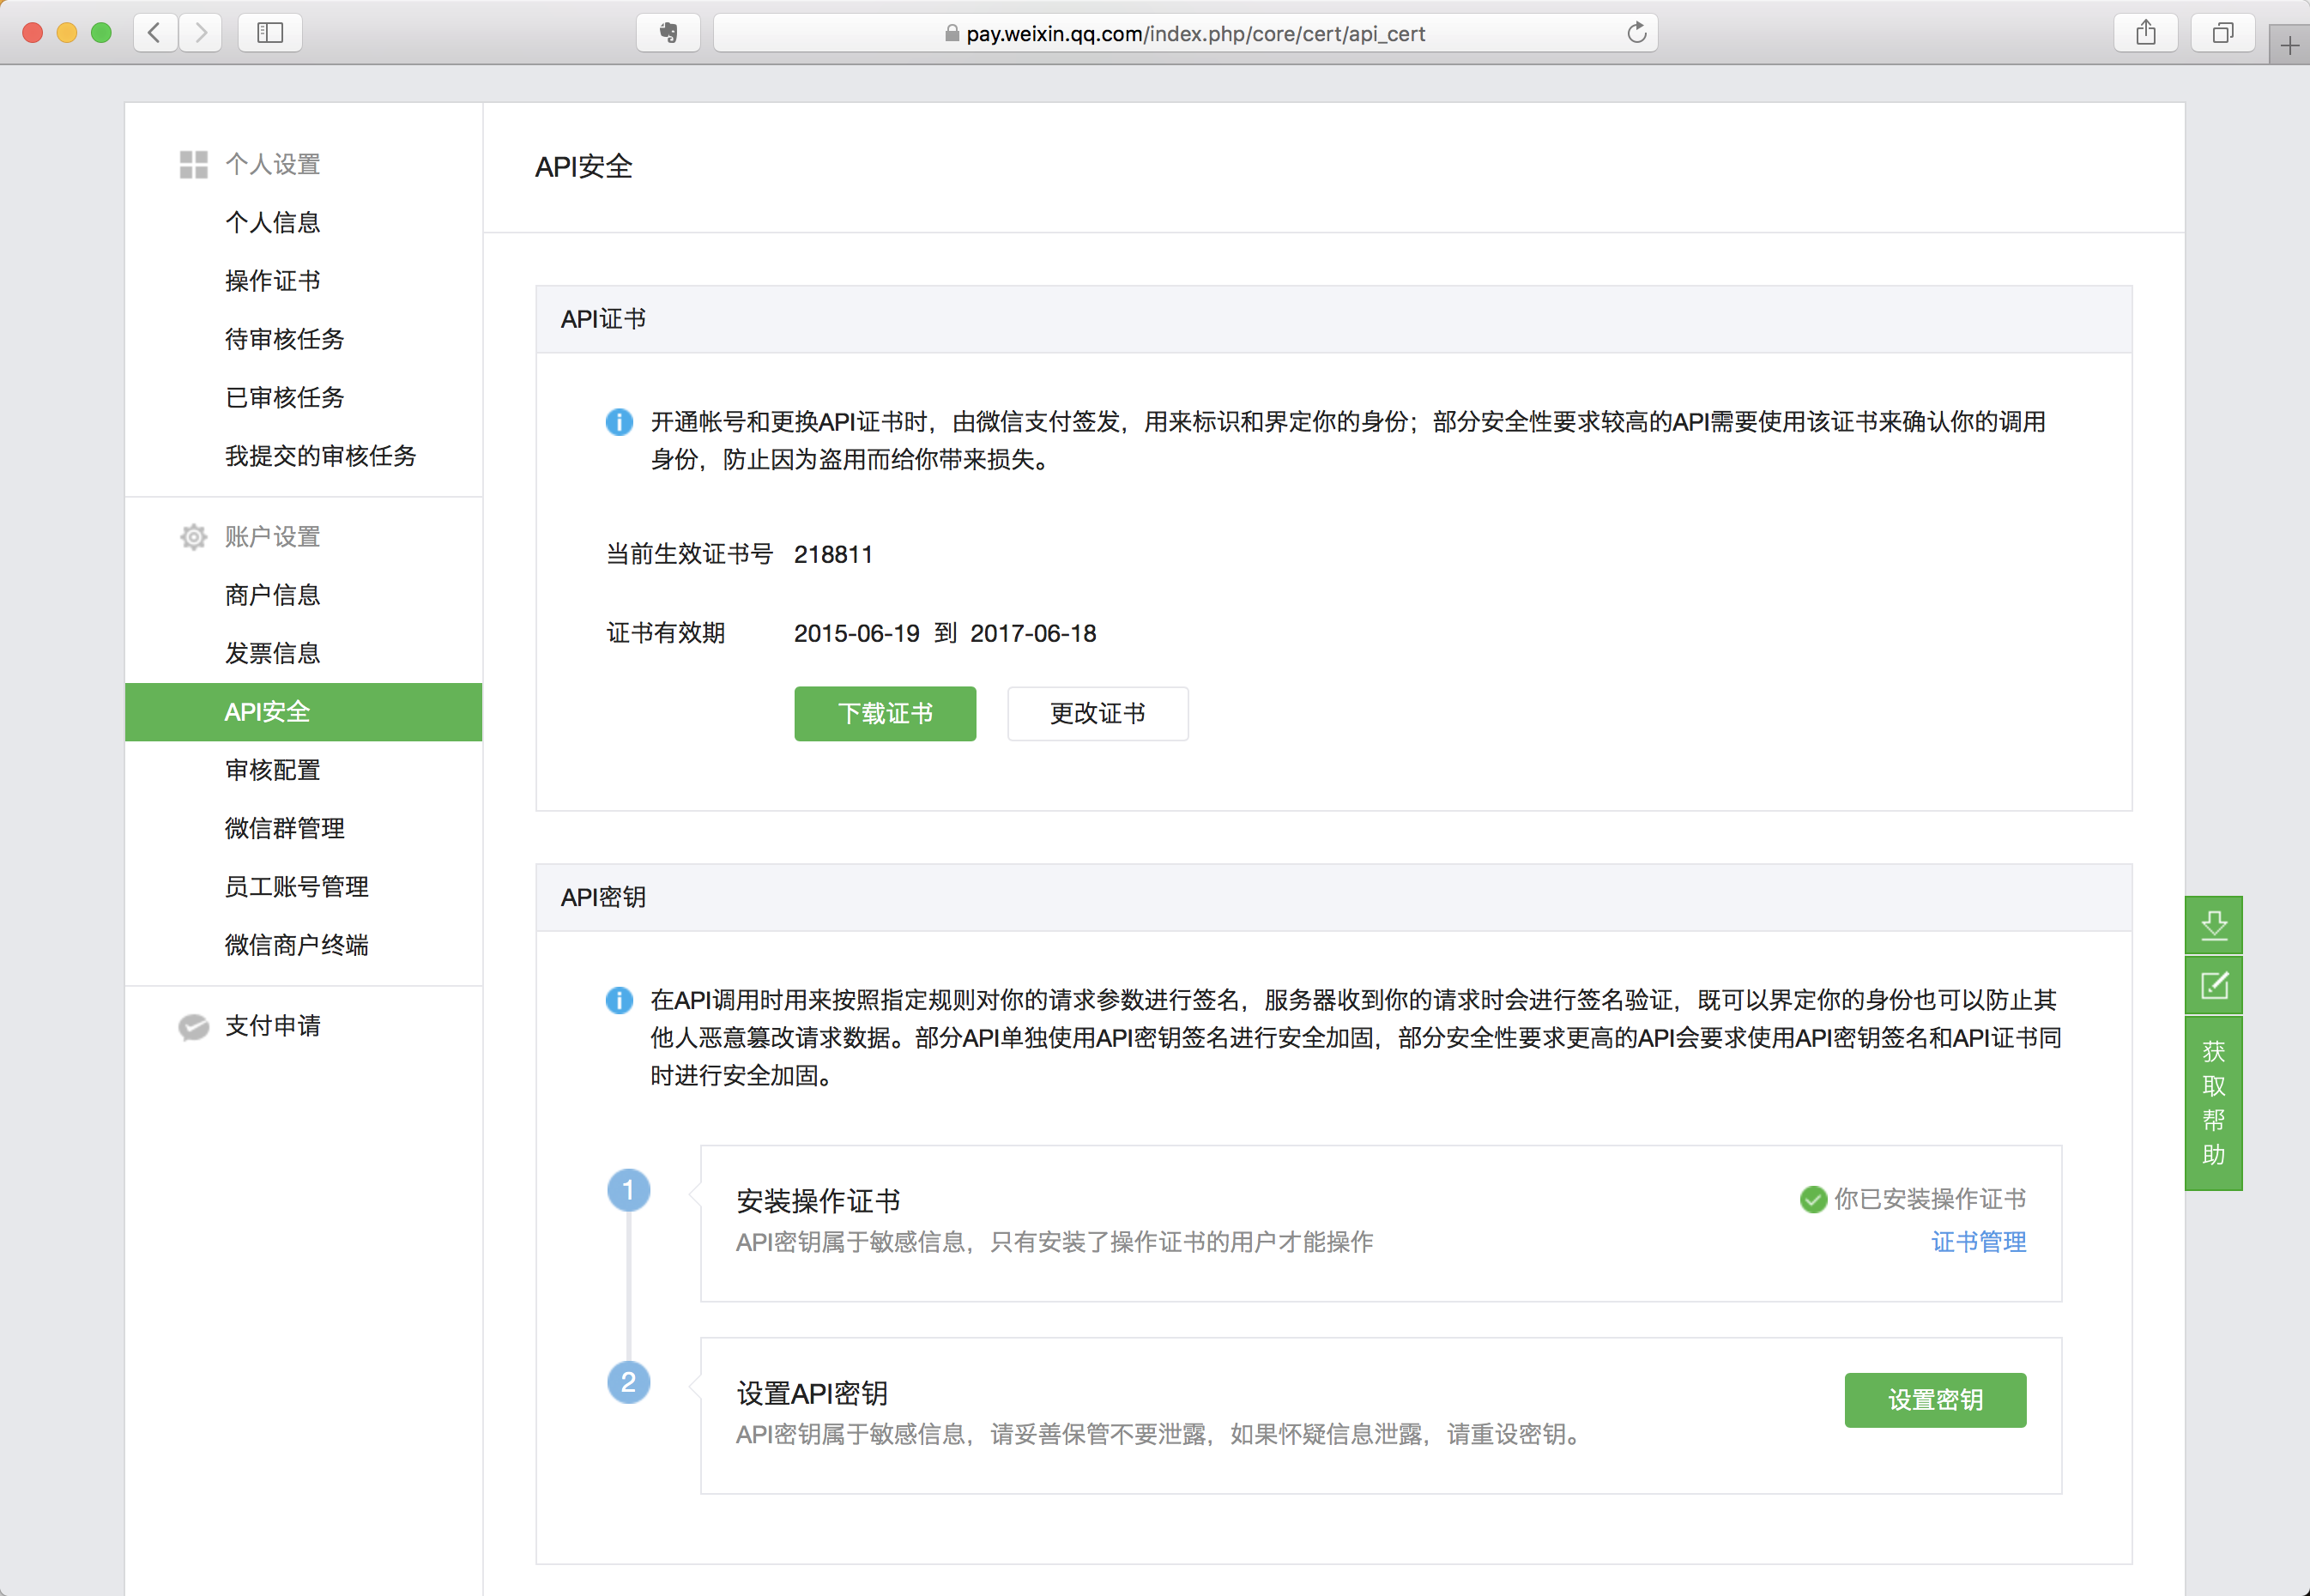 pay.weixin.qq.com/index.php/core/cert/api_cert
个人设置
个人信息
操作证书
待审核任务
已审核任务
我提交的审核任务
账户设置
商户信息
发票信息
API安全
审核配置
微信群管理
员工账号管理
微信商户终端
支付申请
API安全
API证书
开通帐号和更换API证书时，由微信支付签发，用来标识和界定你的身份；部分安全性要求较高的API需要使用该证书来确认你的调用
身份，防止因为盗用而给你带来损失。
当前生效证书号 218811
证书有效期 2015-06-19 到 2017-06-18
下载证书 更改证书
API密钥
在API调用时用来按照指定规则对你的请求参数进行签名，服务器收到你的请求时会进行签名验证，既可以界定你的身份也可以防止其
他人恶意篡改请求数据。部分API单独使用API密钥签名进行安全加固，部分安全性要求更高的API会要求使用API密钥签名和API证书同
时进行安全加固。
1
安装操作证书
你已安装操作证书
API密钥属于敏感信息，只有安装了操作证书的用户才能操作
证书管理
2
设置API密钥
设置密钥
API密钥属于敏感信息，请妥善保管不要泄露，如果怀疑信息泄露，请重设密钥。
获
取
帮
助